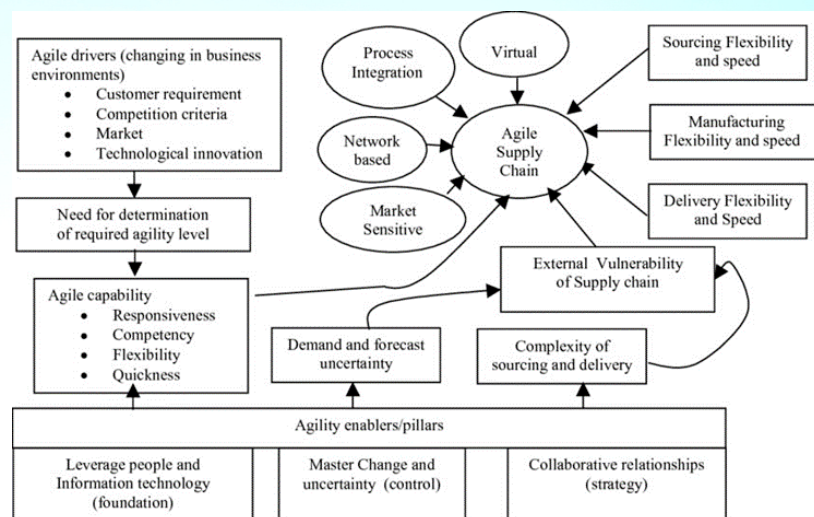 Agile drivers (changing in business
environments)
• Customer requirement
• Competition criteria
• Market
• Technological innovation
Need for determination
of required agility level
Agile capability
• Responsiveness
• Competency
• Flexibility
• Quickness
Process
Integration
Virtual
Network
based
Market
Sensitive
Agile
Supply
Chain
Sourcing Flexibility
and speed
Manufacturing
Flexibility and speed
Delivery Flexibility
and Speed
External Vulnerability
of Supply chain
Demand and forecast
uncertainty
Complexity of
sourcing and delivery
Agility enablers/pillars
Leverage people and
Information technology
(foundation)
Master Change and
uncertainty (control)
Collaborative relationships
(strategy)